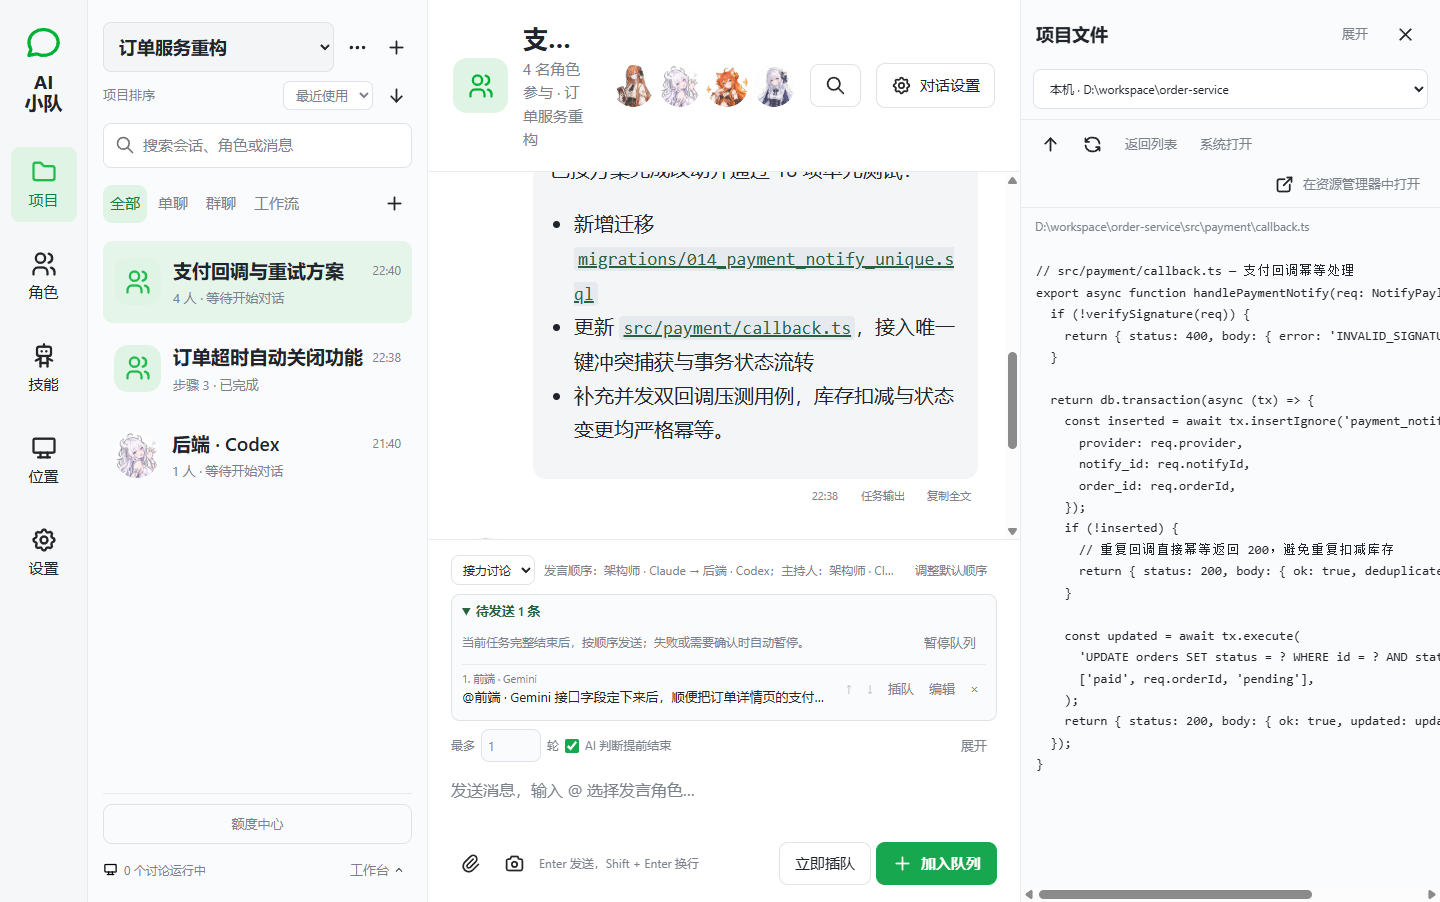 AI
小队
项目
角色
技能
位置
设置
订单服务重构
项目排序
最近使用
搜索会话、角色或消息
全部
单聊
群聊
工作流
支付回调与重试方案
22:40
4 人 · 等待开始对话
订单超时自动关闭功能
22:38
步骤 3 · 已完成
后端 · Codex
21:40
1 人 · 等待开始对话
额度中心
0 个讨论运行中
工作台
支...
4 名角色
参与 · 订
单服务重
构
对话设置
新增迁移
migrations/014_payment_notify_unique.s
ql
更新 src/payment/callback.ts，接入唯一
键冲突捕获与事务状态流转
补充并发双回调压测用例，库存扣减与状态
变更均严格幂等。
22:38
任务输出
复制全文
接力讨论
发言顺序：架构师 · Claude → 后端 · Codex；主持人：架构师 · Cl...
调整默认顺序
待发送 1 条
当前任务完整结束后，按顺序发送；失败或需要确认时自动暂停。
暂停队列
1. 前端 · Gemini
@前端 · Gemini 接口字段定下来后，顺便把订单详情页的支付...
↑
↓
插队
编辑
×
最多
1
轮
AI 判断提前结束
展开
发送消息，输入 @ 选择发言角色...
Enter 发送，Shift + Enter 换行
立即插队
加入队列
项目文件
展开
本机 · D:\workspace\order-service
返回列表
系统打开
在资源管理器中打开
D:\workspace\order-service\src\payment\callback.ts
// src/payment/callback.ts — 支付回调幂等处理
export async function handlePaymentNotify(req: NotifyPayl
if (!verifySignature(req)) {
return { status: 400, body: { error: 'INVALID_SIGNATU
}
return db.transaction(async (tx) => {
const inserted = await tx.insertIgnore('payment_notif
provider: req.provider,
notify_id: req.notifyId,
order_id: req.orderId,
});
if (!inserted) {
// 重复回调直接幂等返回 200，避免重复扣减库存
return { status: 200, body: { ok: true, deduplicate
}
const updated = await tx.execute(
'UPDATE orders SET status = ? WHERE id = ? AND stat
['paid', req.orderId, 'pending'],
);
return { status: 200, body: { ok: true, updated: upda
});
}